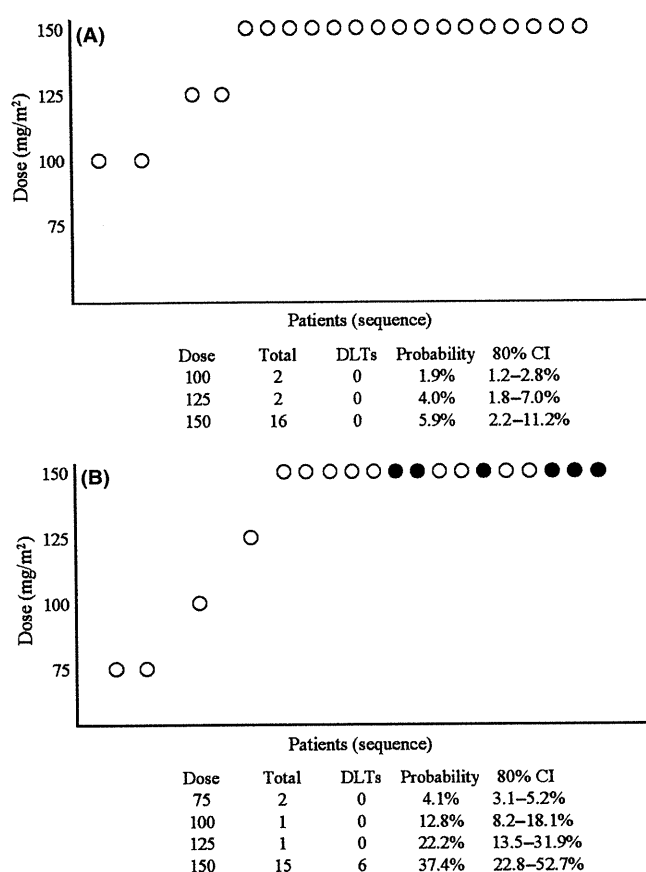 (A)
150
125
100
75
Dose (mg/m²)
Patients (sequence)
Dose Total DLTs Probability 80% CI
100 2 0 1.9% 1.2–2.8%
125 2 0 4.0% 1.8–7.0%
150 16 0 5.9% 2.2–11.2%
(B)
150
125
100
75
Dose (mg/m²)
Patients (sequence)
Dose Total DLTs Probability 80% CI
75 2 0 4.1% 3.1–5.2%
100 1 0 12.8% 8.2–18.1%
125 1 0 22.2% 13.5–31.9%
150 15 6 37.4% 22.8–52.7%